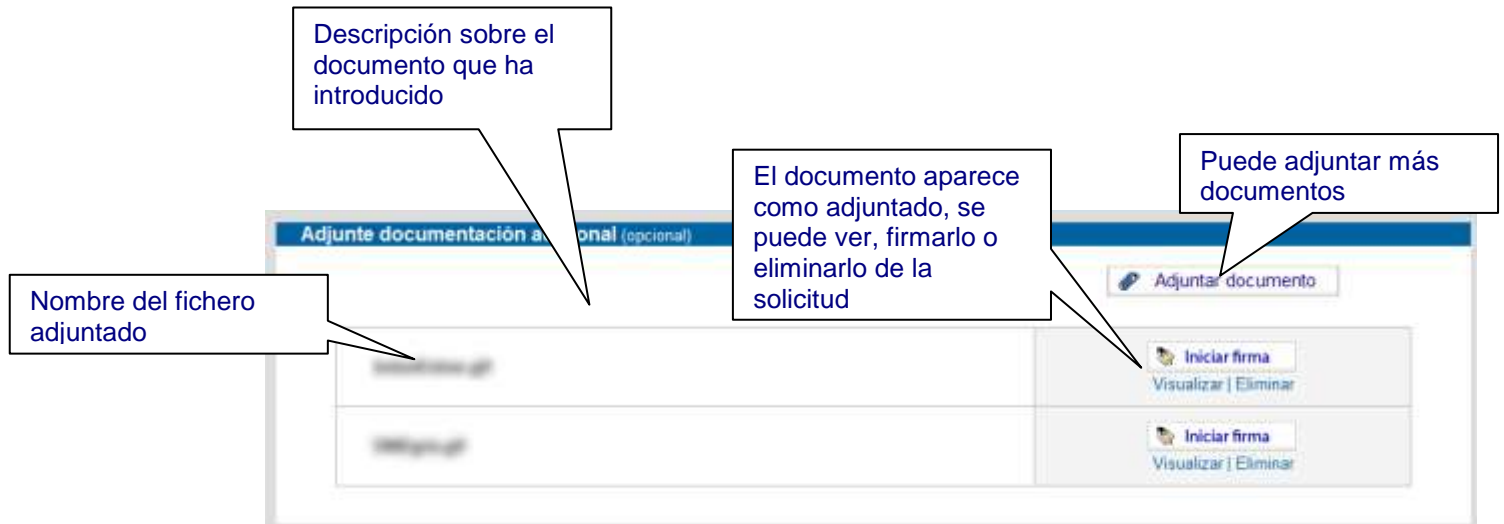 Descripción sobre el
documento que ha
introducido
El documento aparece
como adjuntado, se
puede ver, firmarlo o
eliminarlo de la
solicitud
Puede adjuntar más
documentos
Adjunte documentación a onal (opcional)
Nombre del fichero
adjuntado
Adjuntar documento
Iniciar firma
Visualizar | Eliminar
Iniciar firma
Visualizar | Eliminar